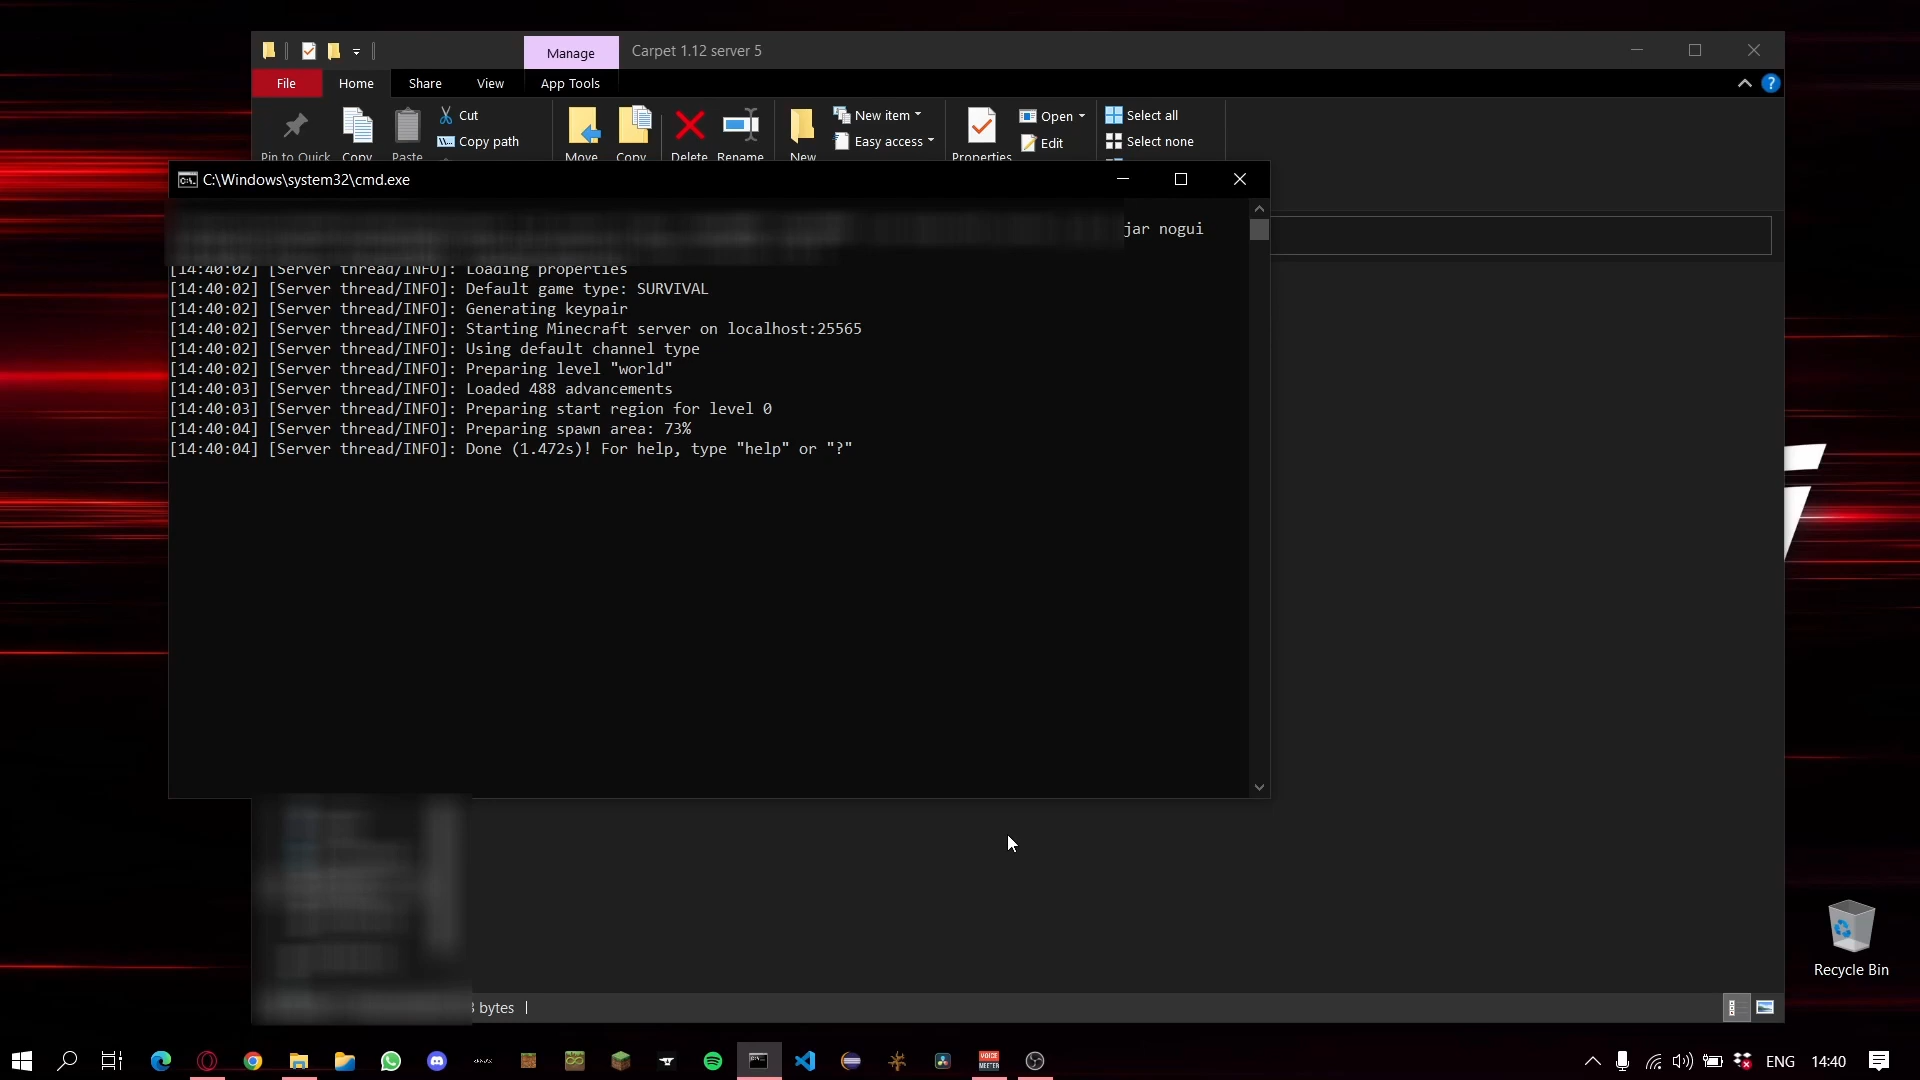 Manage
Carpet 1.12 server 5
File
Home
Share
View
App Tools
Cut
Copy path
New item
Easy access
Open
Edit
Select all
Select none
Pin to Quick
Copy
Paste
Move
Copy
Delete
Rename
New
Properties
C:\Windows\system32\cmd.exe
jar nogui
[14:40:02] [Server thread/INFO]: Loading properties
[14:40:02] [Server thread/INFO]: Default game type: SURVIVAL
[14:40:02] [Server thread/INFO]: Generating keypair
[14:40:02] [Server thread/INFO]: Starting Minecraft server on localhost:25565
[14:40:02] [Server thread/INFO]: Using default channel type
[14:40:02] [Server thread/INFO]: Preparing level "world"
[14:40:03] [Server thread/INFO]: Loaded 488 advancements
[14:40:03] [Server thread/INFO]: Preparing start region for level 0
[14:40:04] [Server thread/INFO]: Preparing spawn area: 73%
[14:40:04] [Server thread/INFO]: Done (1.472s)! For help, type "help" or "?"
Recycle Bin
bytes
VOICE
MEETER
ENG
14:40